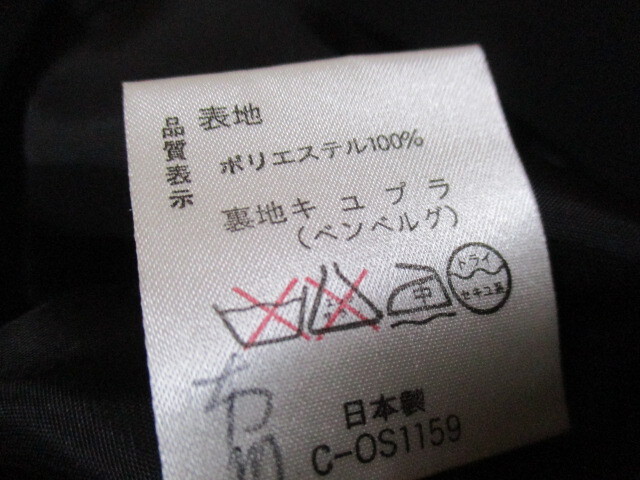 品質表示
表地
ポリエステル100%
裏地キュプラ
(ベンベルグ)
中
ドライ
セキユ系
日本製
C-OS1159